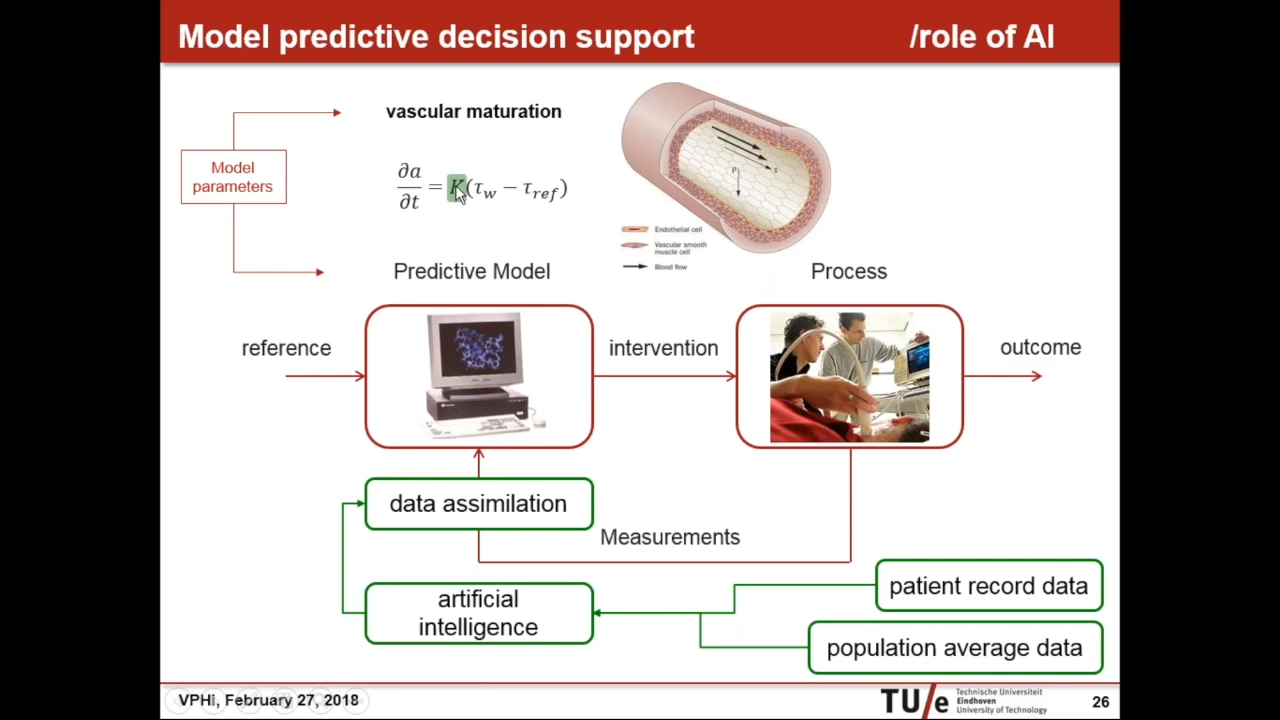 Model predictive decision support /role of AI
vascular maturation
Model
parameters
∂a/∂t = K(τw − τref)
P
τ
Endothelial cell
Vascular smooth
muscle cell
Blood flow
Predictive Model
Process
reference
intervention
outcome
data assimilation
Measurements
artificial
intelligence
patient record data
population average data
VPHi, February 27, 2018
TU/e
Technische Universiteit
Eindhoven
University of Technology
26